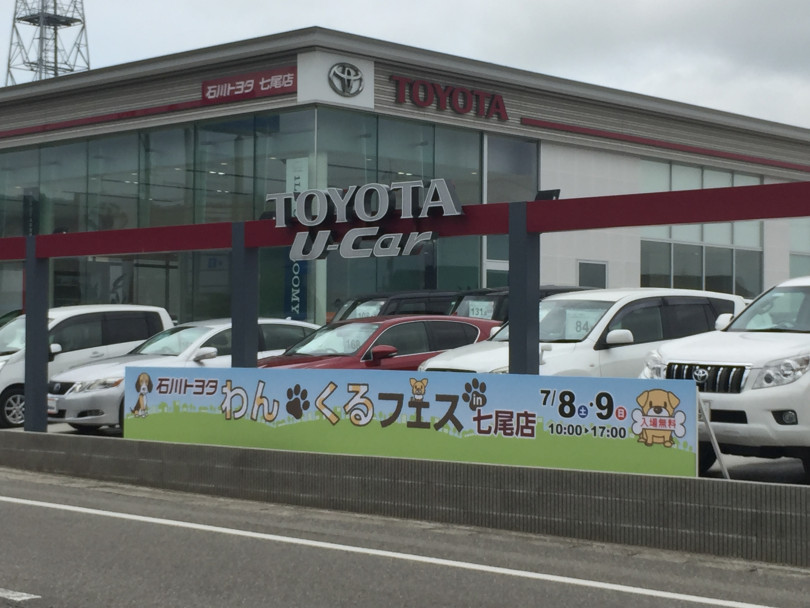 石川トヨタ 七尾店
TOYOTA
TOYOTA
U-Car
石川トヨタ わん くるフェス in 七尾店
7/8土・9日
10:00▶17:00
入場無料
84
131